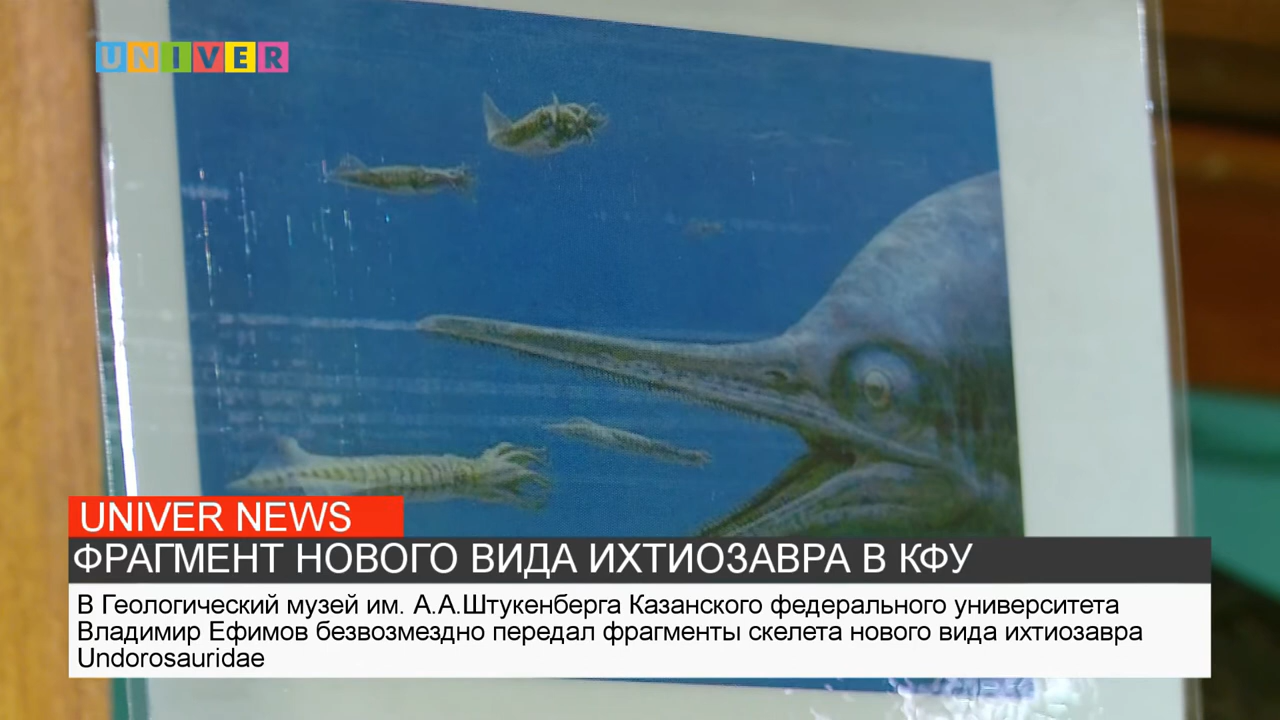 UNIVER
UNIVER NEWS
ФРАГМЕНТ НОВОГО ВИДА ИХТИОЗАВРА В КФУ
В Геологический музей им. А.А.Штукенберга Казанского федерального университета
Владимир Ефимов безвозмездно передал фрагменты скелета нового вида ихтиозавра
Undorosauridae